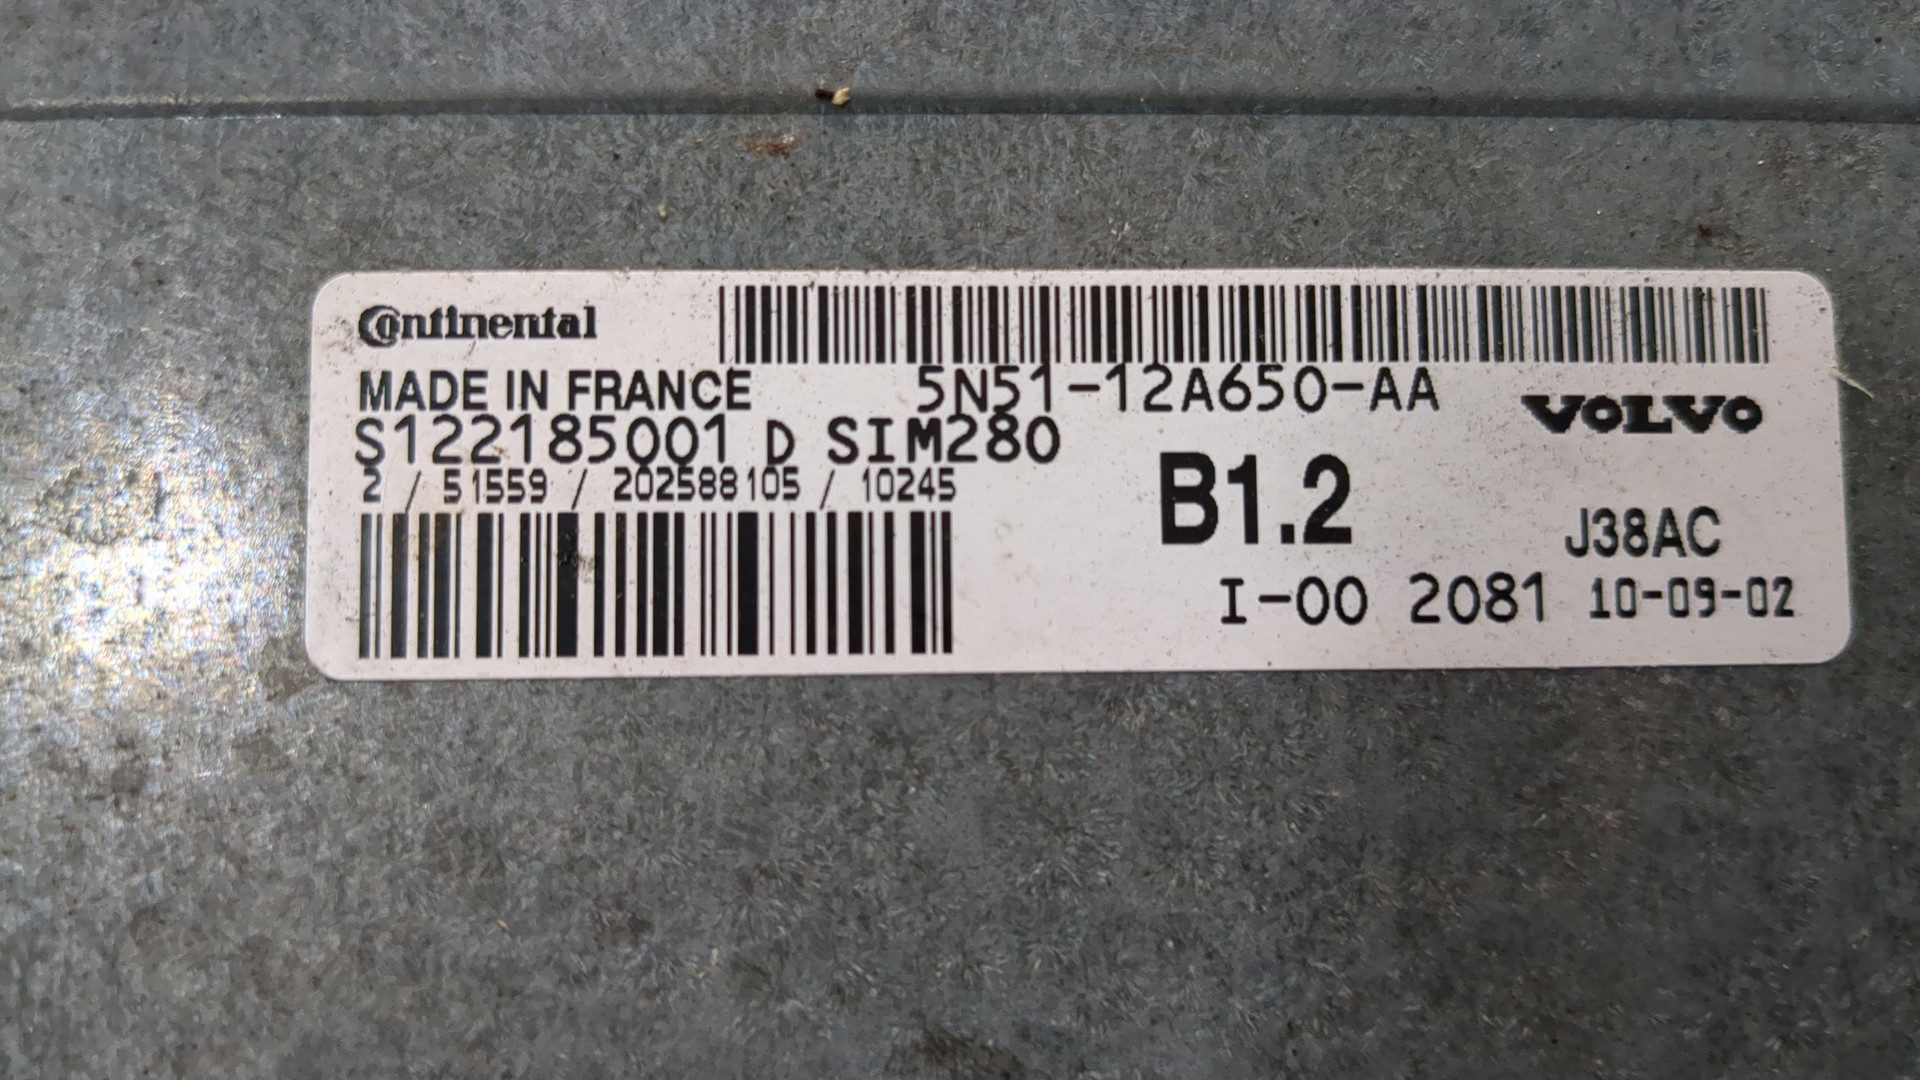 Continental
MADE IN FRANCE
5N51-12A650-AA
VOLVO
S122185001 D SIM280
2 / 51559 / 202588105 / 10245
B1.2
J38AC
I-00 2081 10-09-02